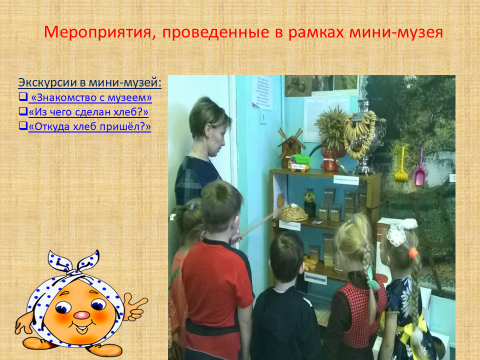 Мероприятия, проведенные в рамках мини-музея
Экскурсии в мини-музей:
«Знакомство с музеем»
«Из чего сделан хлеб?»
«Откуда хлеб пришёл?»